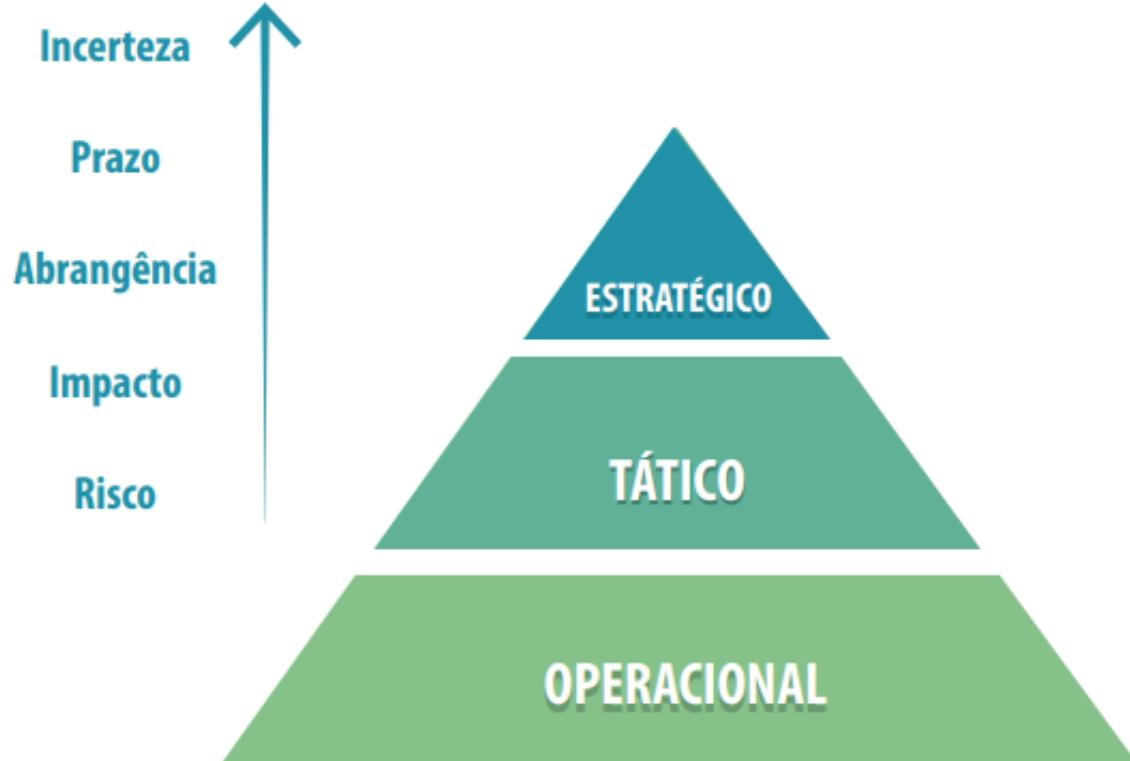 Incerteza
Prazo
Abrangência
Impacto
Risco
ESTRATÉGICO
TÁTICO
OPERACIONAL